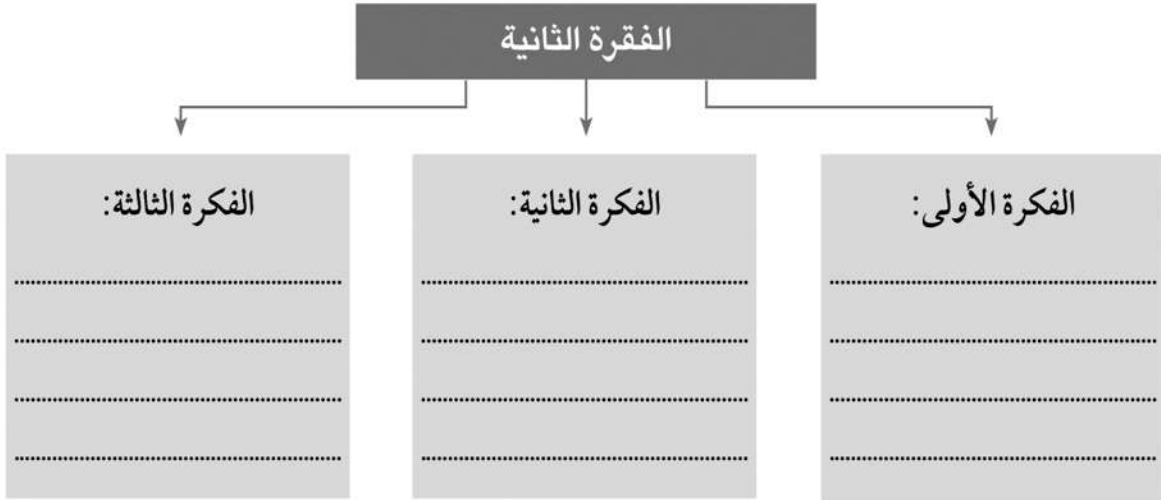 الفقرة الثانية
الفكرة الأولى:
الفكرة الثانية:
الفكرة الثالثة: